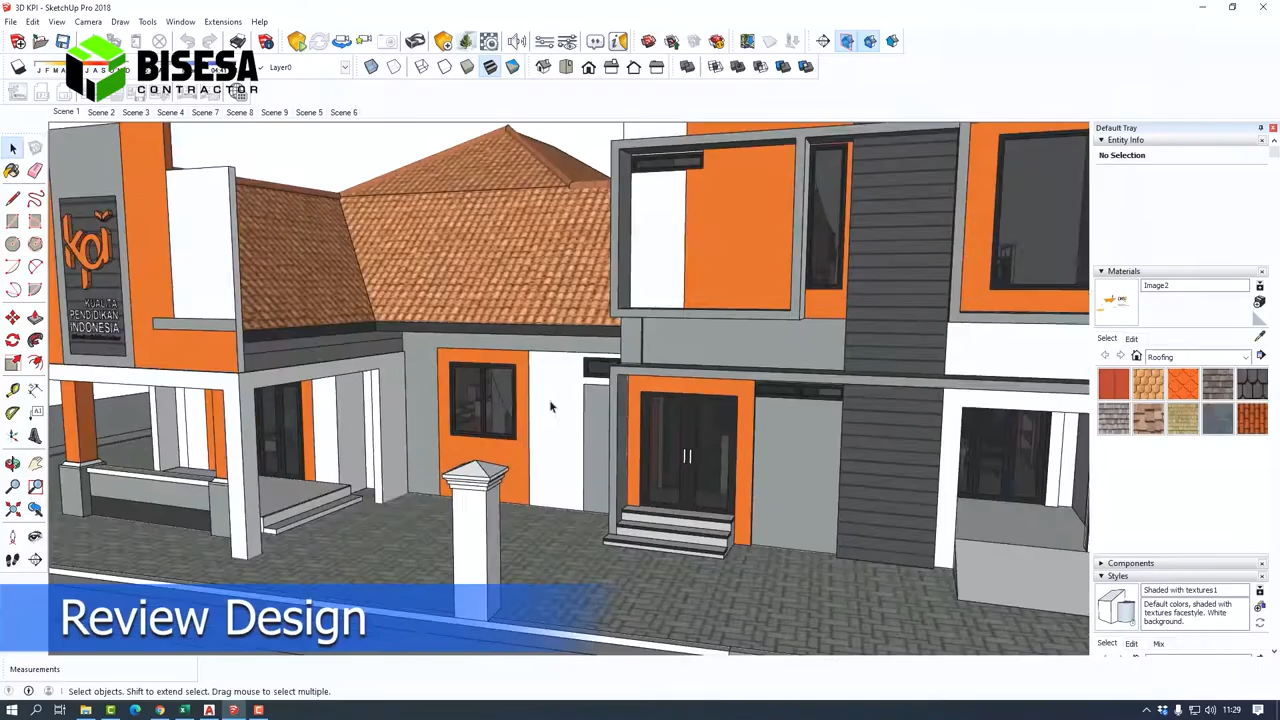 3D KPI - SketchUp Pro 2018
File Edit View Camera Draw Tools Window Extensions Help
BISESA
CONTRACTOR
J F M A S O N D
Layer0
Scene 1 Scene 2 Scene 3 Scene 4 Scene 7 Scene 8 Scene 9 Scene 5 Scene 6
Default Tray
Entity Info
No Selection
kpi
KUALITA
PENDIDIKAN
INDONESIA
Materials
Image2
Select Edit
Roofing
Components
Styles
Shaded with textures1
Default colors, shaded with
textures facestyle. White
background.
Select Edit Mix
Review Design
Measurements
Select objects. Shift to extend select. Drag mouse to select multiple.
11:29